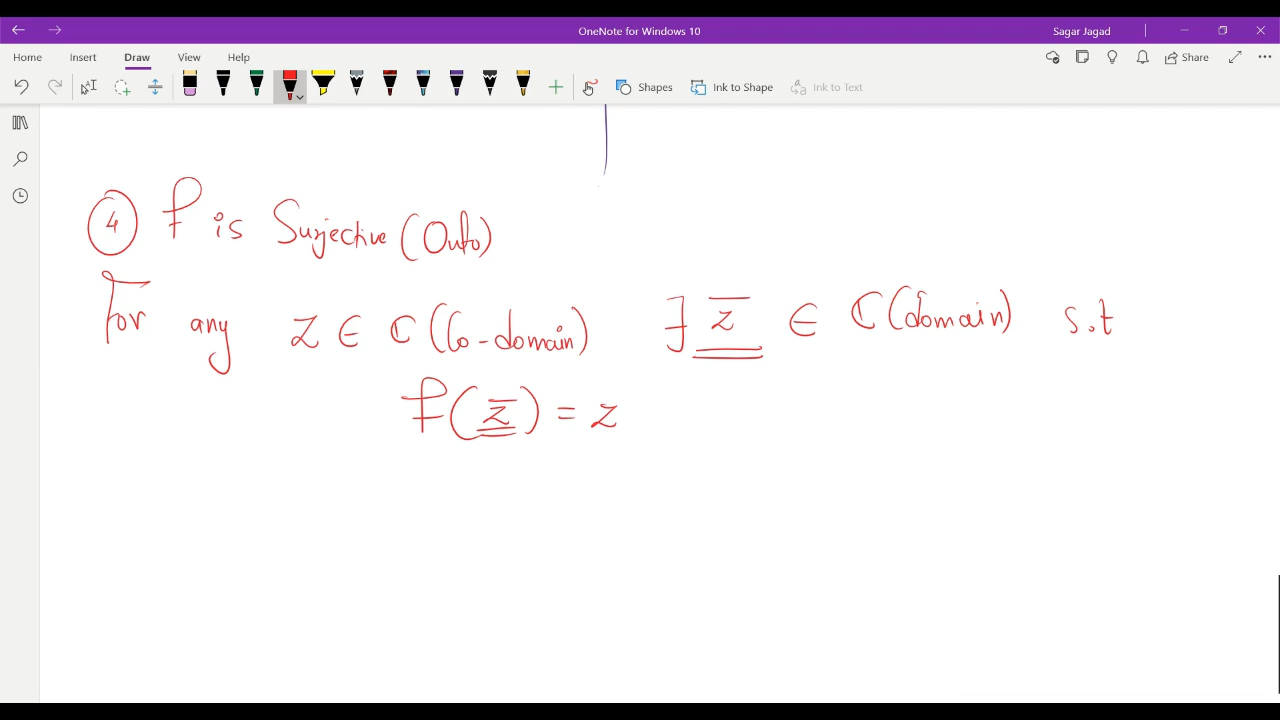 OneNote for Windows 10
Sagar Jagad
Home Insert Draw View Help
Share
Shapes Ink to Shape Ink to Text
④ f is Surjective (Onto)
For any z ∈ ℂ (Co-domain) ∃ z̅ ∈ ℂ (domain) s.t
f(z̅) = z